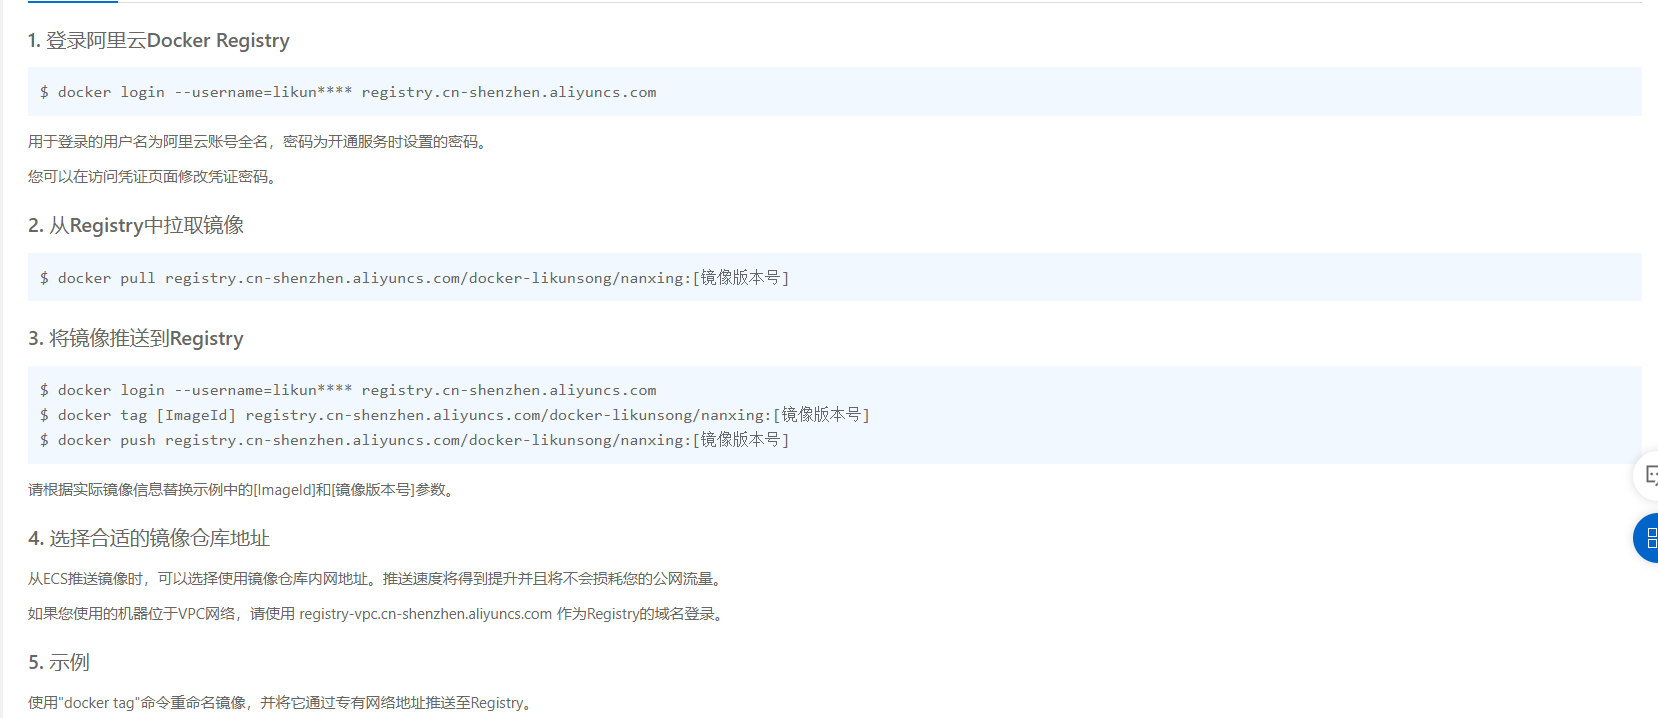 1. 登录阿里云Docker Registry
$ docker login --username=likun**** registry.cn-shenzhen.aliyuncs.com
用于登录的用户名为阿里云账号全名，密码为开通服务时设置的密码。
您可以在访问凭证页面修改凭证密码。
2. 从Registry中拉取镜像
$ docker pull registry.cn-shenzhen.aliyuncs.com/docker-likunsong/nanxing:[镜像版本号]
3. 将镜像推送到Registry
$ docker login --username=likun**** registry.cn-shenzhen.aliyuncs.com
$ docker tag [ImageId] registry.cn-shenzhen.aliyuncs.com/docker-likunsong/nanxing:[镜像版本号]
$ docker push registry.cn-shenzhen.aliyuncs.com/docker-likunsong/nanxing:[镜像版本号]
请根据实际镜像信息替换示例中的[ImageId]和[镜像版本号]参数。
4. 选择合适的镜像仓库地址
从ECS推送镜像时，可以选择使用镜像仓库内网地址。推送速度将得到提升并且将不会损耗您的公网流量。
如果您使用的机器位于VPC网络，请使用 registry-vpc.cn-shenzhen.aliyuncs.com 作为Registry的域名登录。
5. 示例
使用"docker tag"命令重命名镜像，并将它通过专有网络地址推送至Registry。